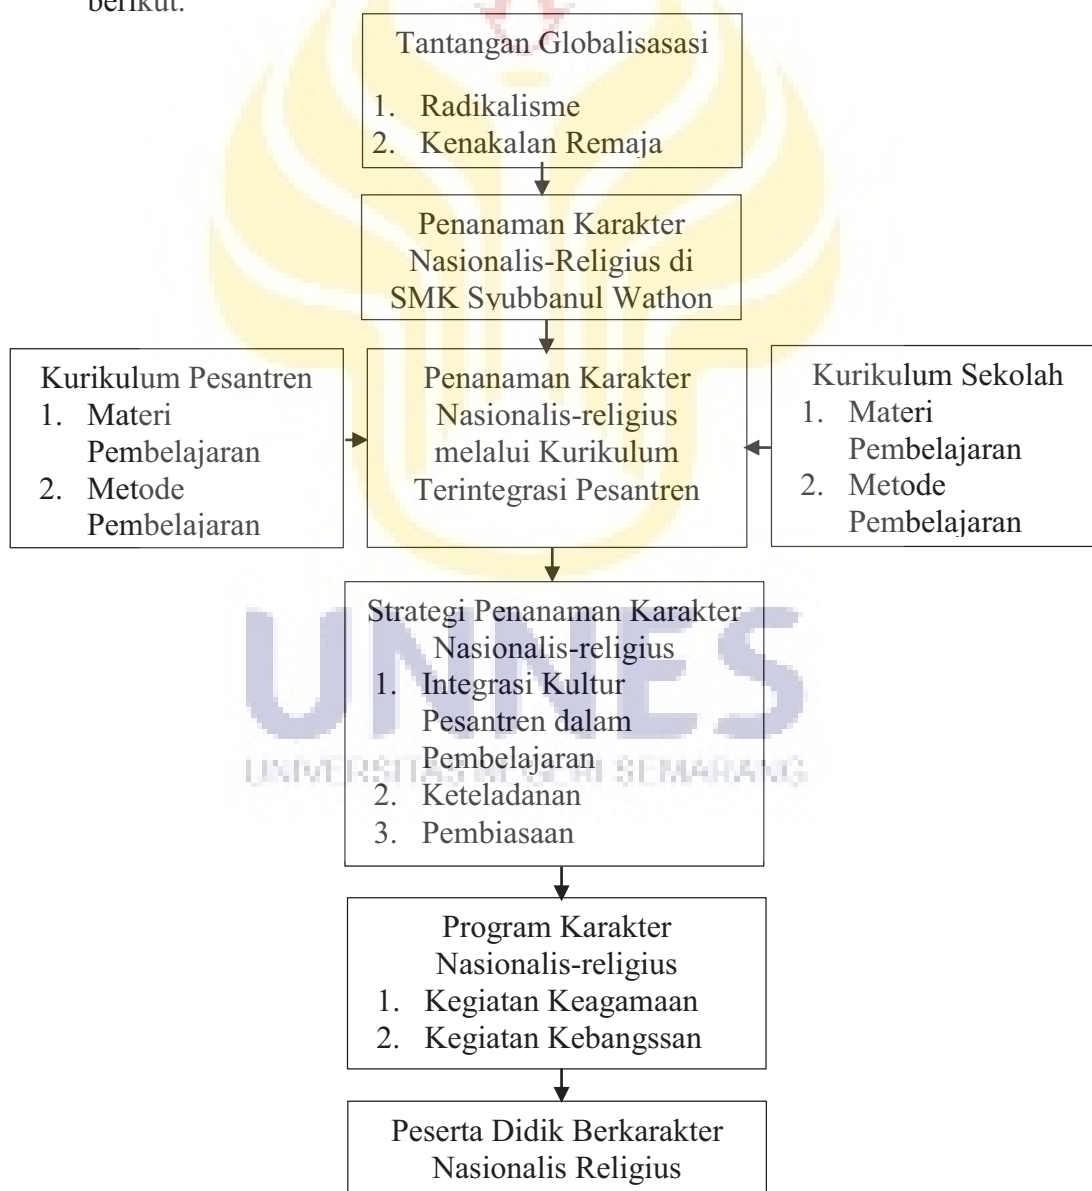 berikut.
Tantangan Globalisasasi
1. Radikalisme
2. Kenakalan Remaja
Penanaman Karakter
Nasionalis-Religius di
SMK Syubbanul Wathon
Kurikulum Pesantren
1. Materi
Pembelajaran
2. Metode
Pembelajaran
Penanaman Karakter
Nasionalis-religius
melalui Kurikulum
Terintegrasi Pesantren
Kurikulum Sekolah
1. Materi
Pembelajaran
2. Metode
Pembelajaran
Strategi Penanaman Karakter
Nasionalis-religius
1. Integrasi Kultur
Pesantren dalam
Pembelajaran
2. Keteladanan
3. Pembiasaan
UNNES
UNIVERSITAS NEGERI SEMARANG
Program Karakter
Nasionalis-religius
1. Kegiatan Keagamaan
2. Kegiatan Kebangssan
Peserta Didik Berkarakter
Nasionalis Religius